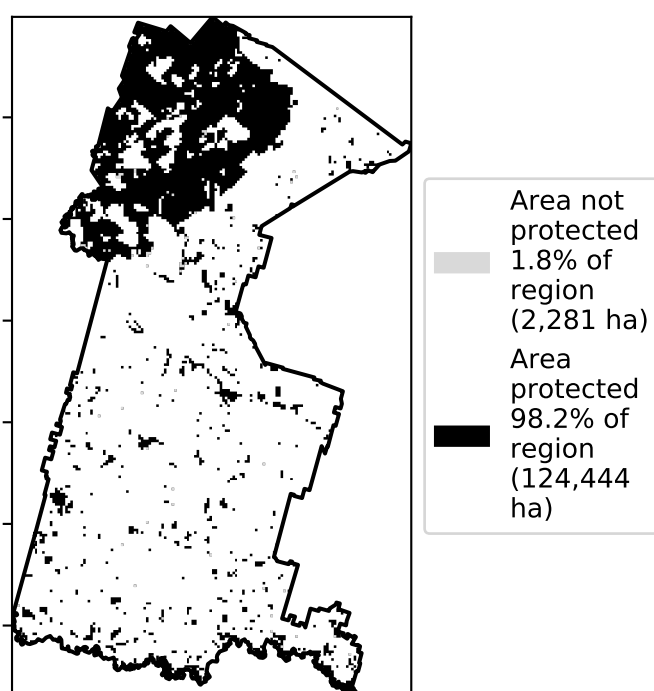 Area not
protected
1.8% of
region
(2,281 ha)
Area
protected
98.2% of
region
(124,444
ha)